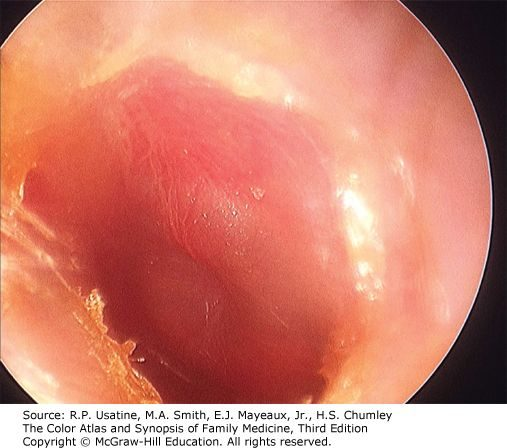 Source: R.P. Usatine, M.A. Smith, E.J. Mayeaux, Jr., H.S. Chumley
The Color Atlas and Synopsis of Family Medicine, Third Edition
Copyright © McGraw-Hill Education. All rights reserved.